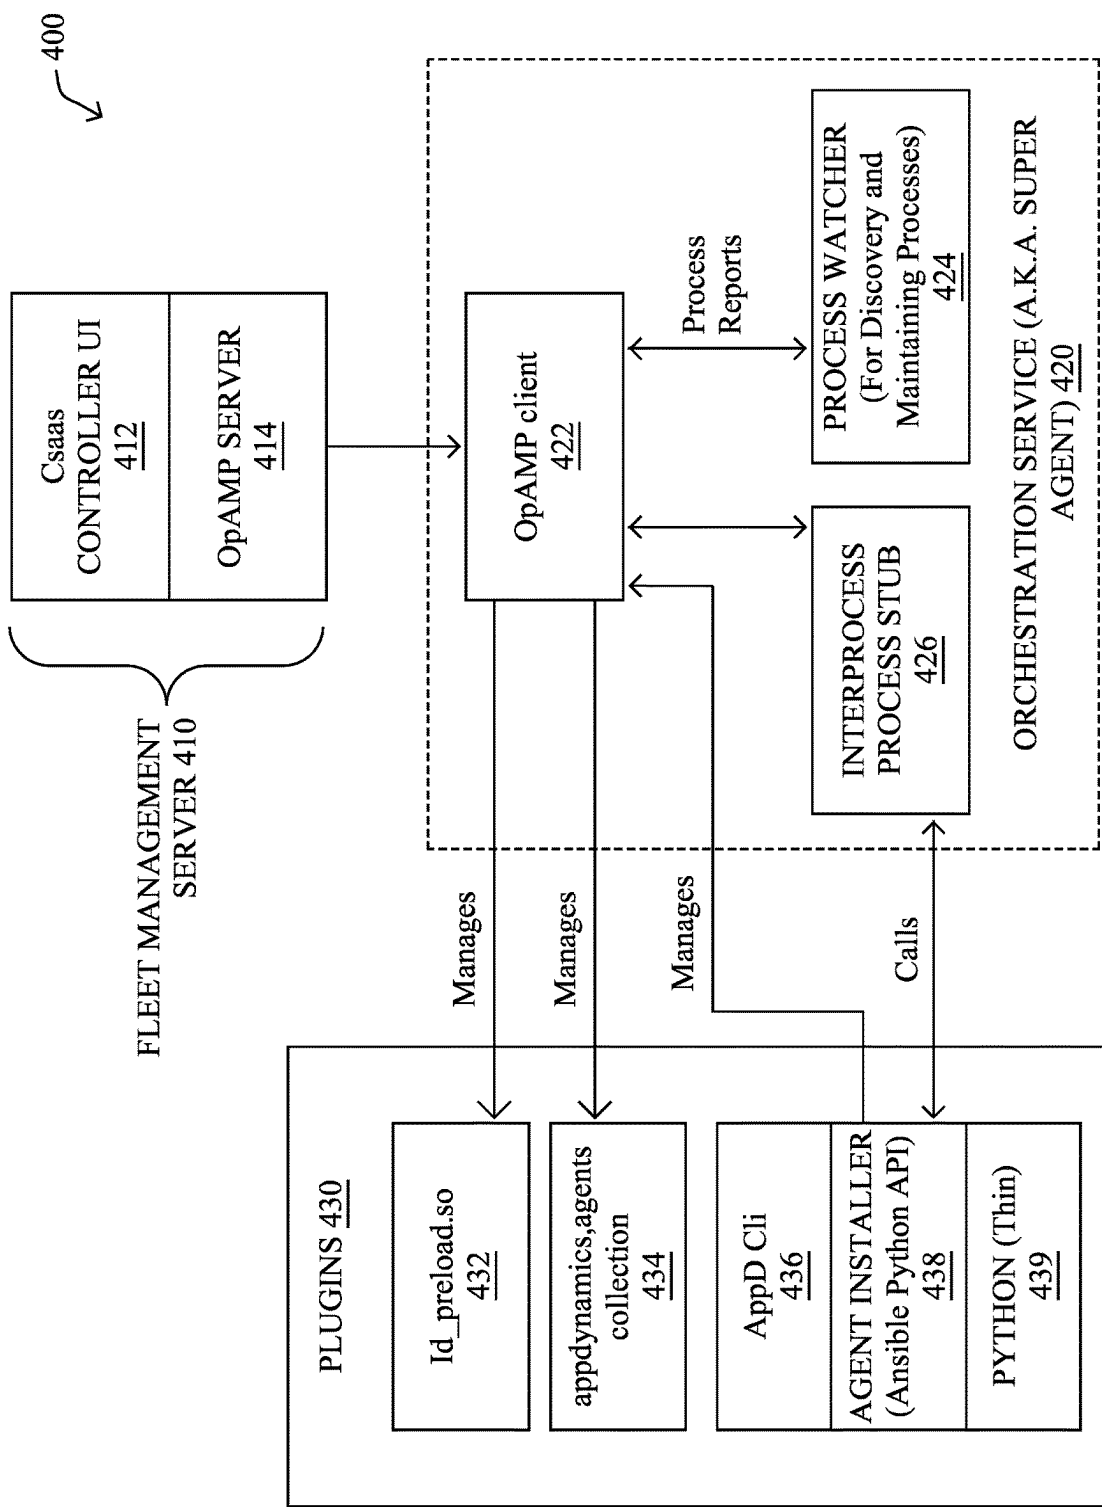 400
FLEET MANAGEMENT
SERVER 410
Csaas
CONTROLLER UI
412
OpAMP SERVER
414
PLUGINS 430
Id_preload.so
432
appdynamics,agents
collection
434
AppD Cli
436
AGENT INSTALLER
(Ansible Python API)
438
PYTHON (Thin)
439
Manages
Manages
Manages
Calls
OpAMP client
422
Process
Reports
INTERPROCESS
PROCESS STUB
426
PROCESS WATCHER
(For Discovery and
Maintaining Processes)
424
ORCHESTRATION SERVICE (A.K.A. SUPER
AGENT) 420